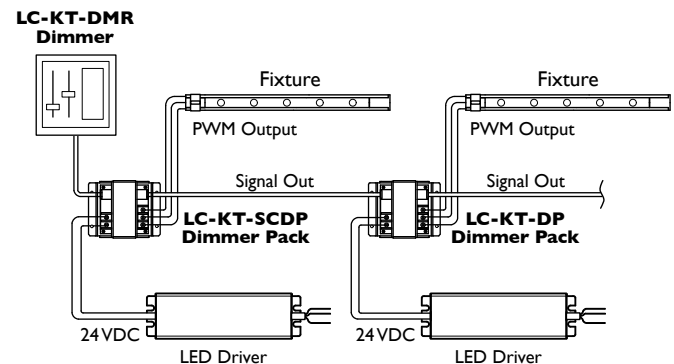 LC-KT-DMR
Dimmer
Fixture
Fixture
PWM Output
PWM Output
Signal Out
Signal Out
LC-KT-SCDP
Dimmer Pack
LC-KT-DP
Dimmer Pack
24VDC
24VDC
LED Driver
LED Driver